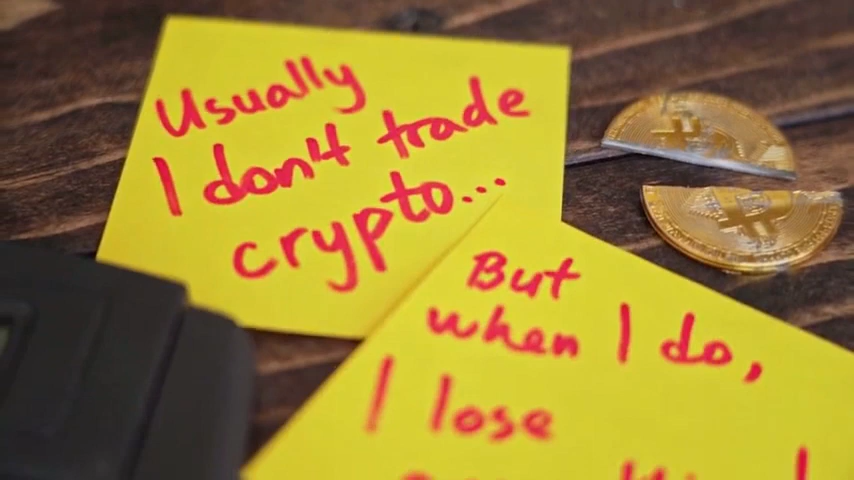 Usually
I don't trade
crypto...
But
when I do,
I lose